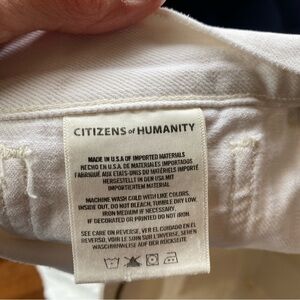 CITIZENS of HUMANITY
MADE IN U.S.A OF IMPORTED MATERIALS
HECHO EN U.S.A. DE MATERIALES IMPORTADOS
FABRIQUÉ AUX ETATS-UNIS DU MATÉRIELS IMPORTÉ
HERGESTELLT IN DEN USA MIT
IMPORTIERTEM MATERIAL
MACHINE WASH COLD WITH LIKE COLORS,
INSIDE OUT, DO NOT BLEACH, TUMBLE DRY LOW,
IRON MEDIUM IF NECESSARY.
IF DECORATED OR PRINTED DO NOT IRON.
SEE CARE ON REVERSE. VER EL CUIDADO EN EL
REVERSO. VOIR LE SOIN SUR L'INVERSE. SEHEN
WASCHHINWEISE AUF DER RÜCKSEITE